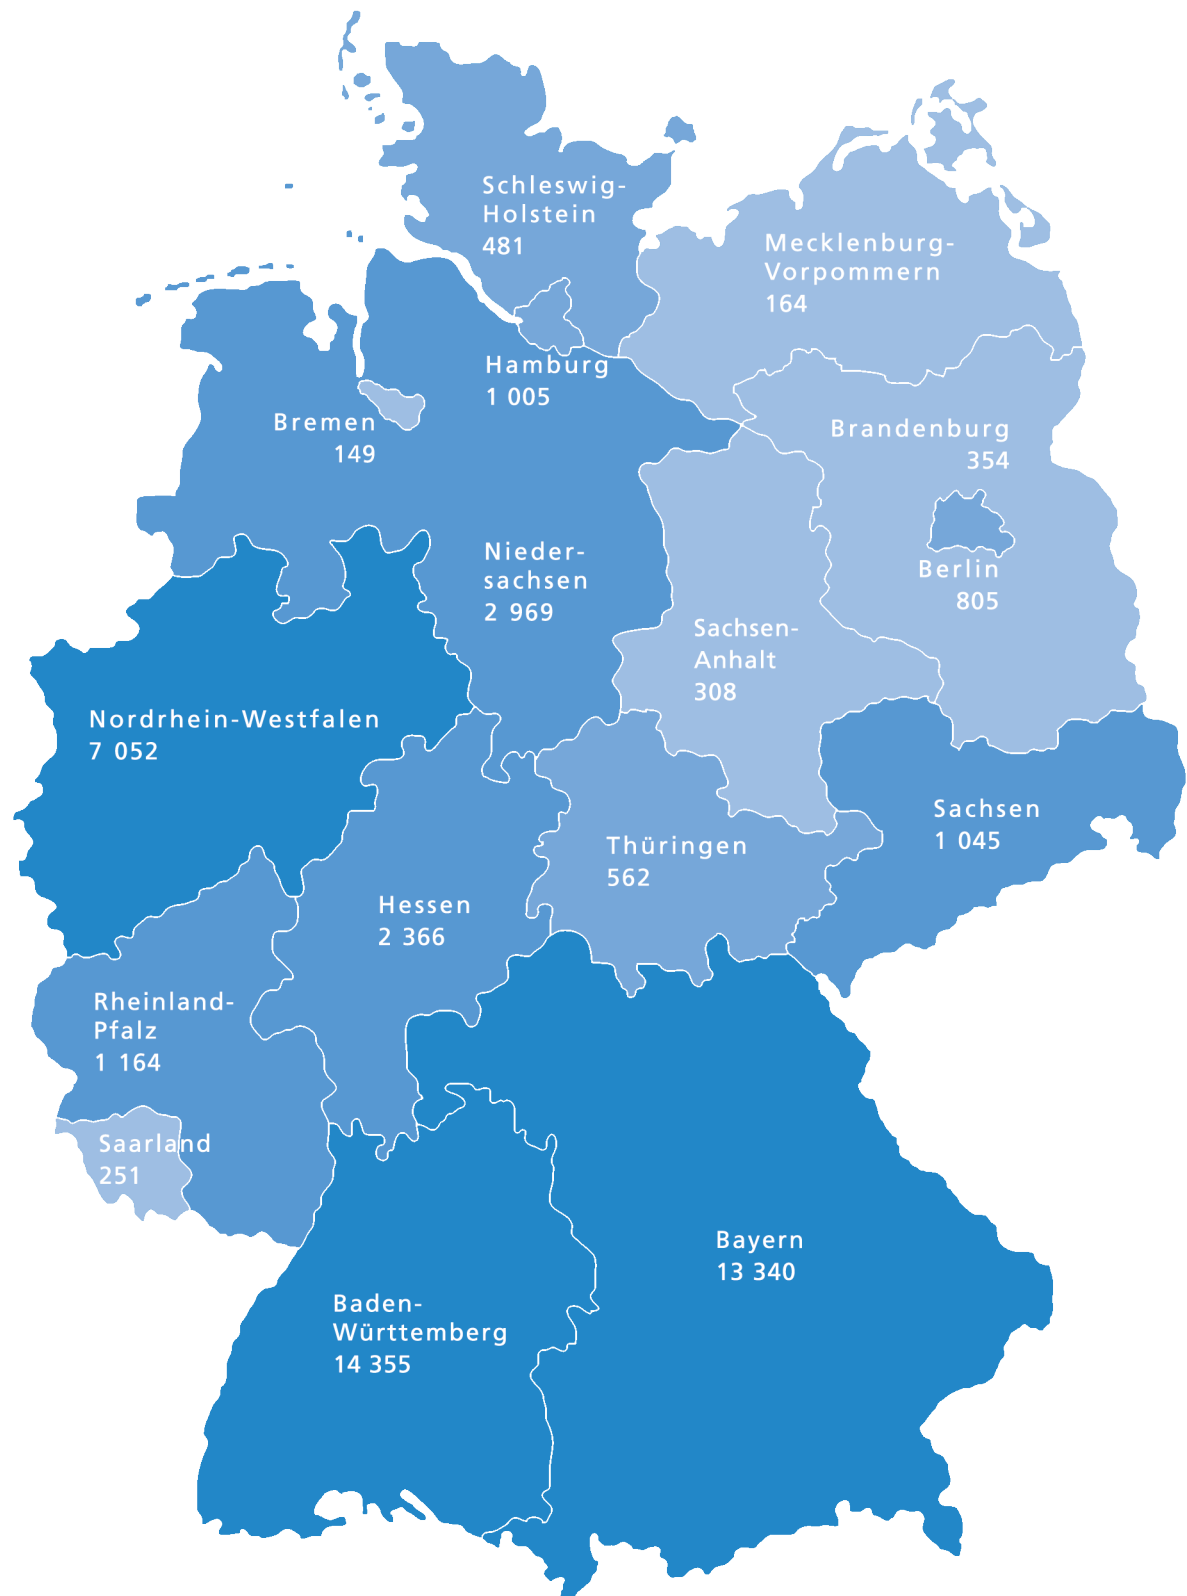 Schleswig-
Holstein
481
Mecklenburg-
Vorpommern
164
Hamburg
1 005
Bremen
149
Brandenburg
354
Nieder-
sachsen
2 969
Berlin
805
Sachsen-
Anhalt
308
Nordrhein-Westfalen
7 052
Sachsen
1 045
Thüringen
562
Hessen
2 366
Rheinland-
Pfalz
1 164
Saarland
251
Bayern
13 340
Baden-
Württemberg
14 355